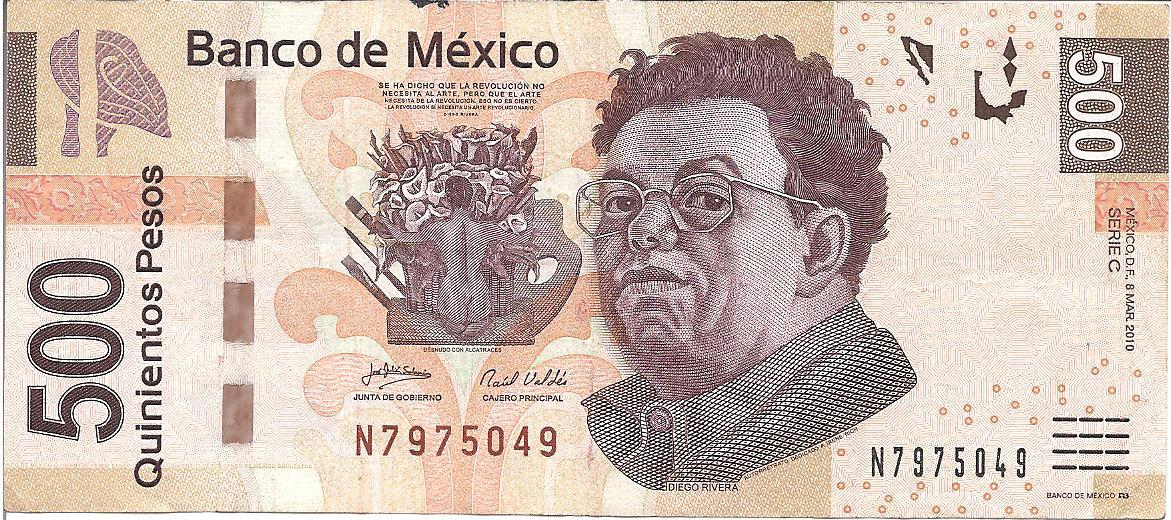 Banco de México
SE HA DICHO QUE LA REVOLUCIÓN NO
NECESITA AL ARTE, PERO QUE EL ARTE
NECESITA DE LA REVOLUCIÓN. ESO NO ES CIERTO.
LA REVOLUCIÓN SÍ NECESITA UN ARTE REVOLUCIONARIO.
DIEGO RIVERA
500
Quinientos Pesos
500
MÉXICO, D.F., 8 MAR 2010
SERIE C
DESNUDO CON ALCATRACES
Raúl Valdés
JUNTA DE GOBIERNO
CAJERO PRINCIPAL
N7975049
DIEGO RIVERA
N7975049
BANCO DE MÉXICO